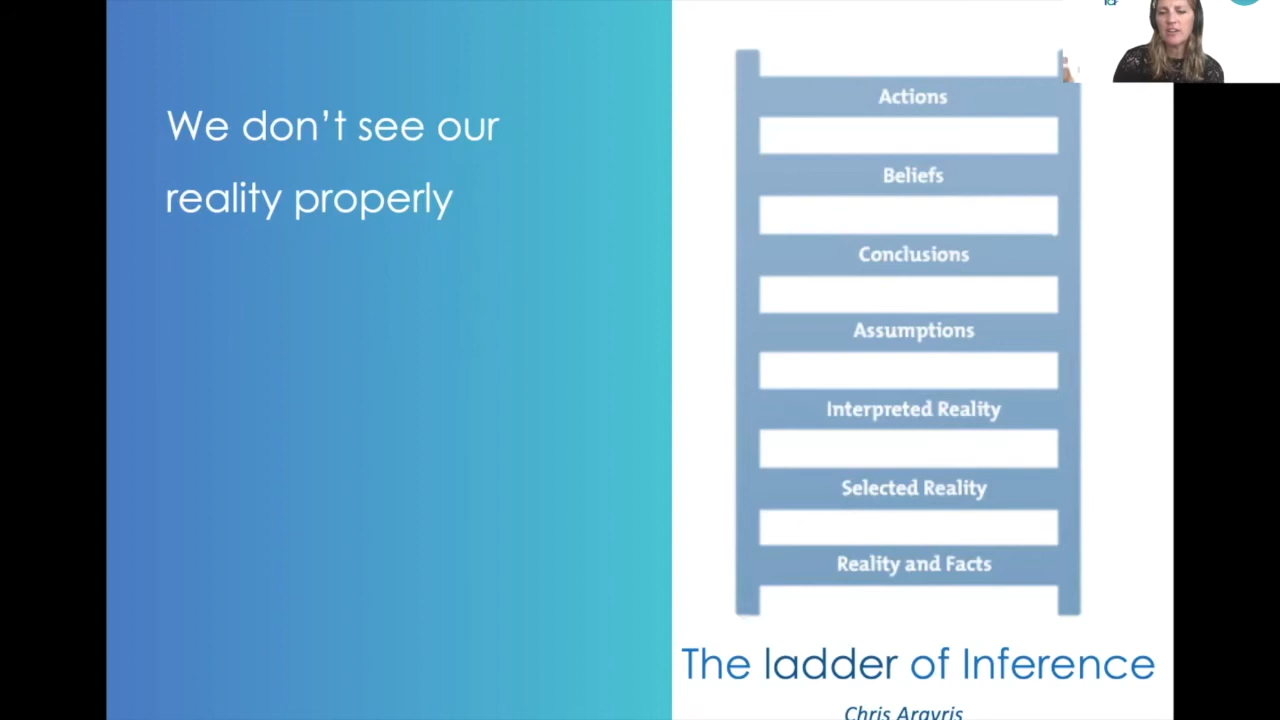 We don't see our
reality properly
Actions
Beliefs
Conclusions
Assumptions
Interpreted Reality
Selected Reality
Reality and Facts
The ladder of Inference
Chris Argyris